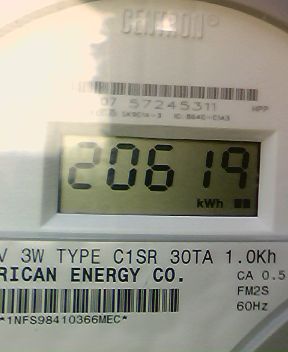 CENTRON®
07 57245311 HPP
20619
kWh
V 3W TYPE C1SR 30TA 1.0Kh
RICAN ENERGY CO. CA 0.5
FM2S
60Hz
*1NFS98410366MEC*